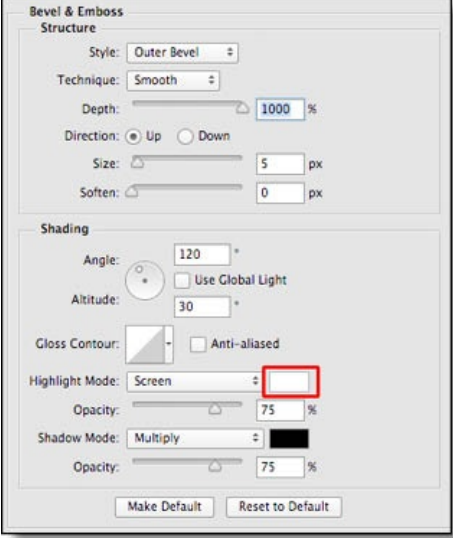 Bevel & Emboss
Structure
Style: Outer Bevel
Technique: Smooth
Depth: 1000 %
Direction: Up Down
Size: 5 px
Soften: 0 px
Shading
Angle: 120 °
Use Global Light
Altitude: 30 °
Gloss Contour: Anti-aliased
Highlight Mode: Screen
Opacity: 75 %
Shadow Mode: Multiply
Opacity: 75 %
Make Default Reset to Default